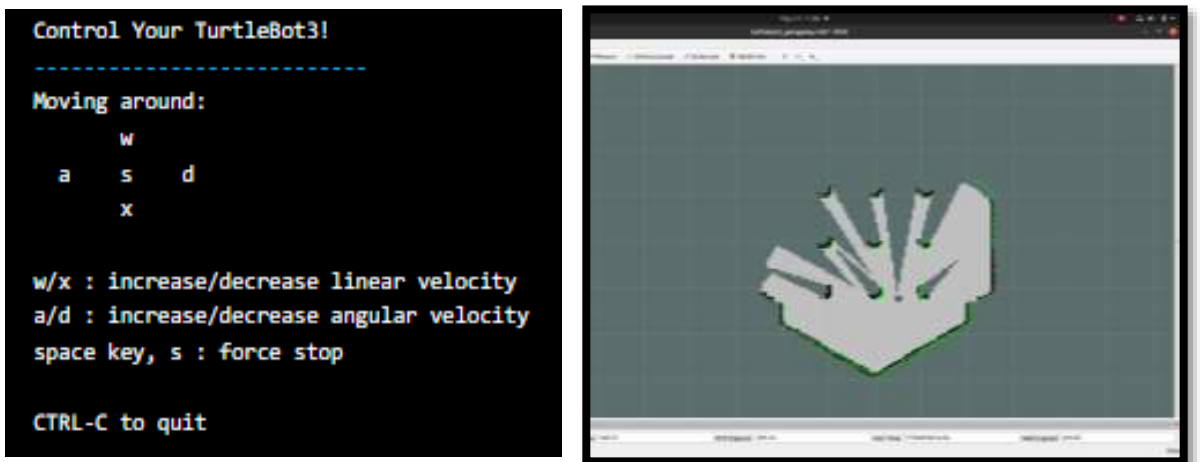 Control Your TurtleBot3!
---------------------------
Moving around:
w
a s d
x
w/x : increase/decrease linear velocity
a/d : increase/decrease angular velocity
space key, s : force stop
CTRL-C to quit